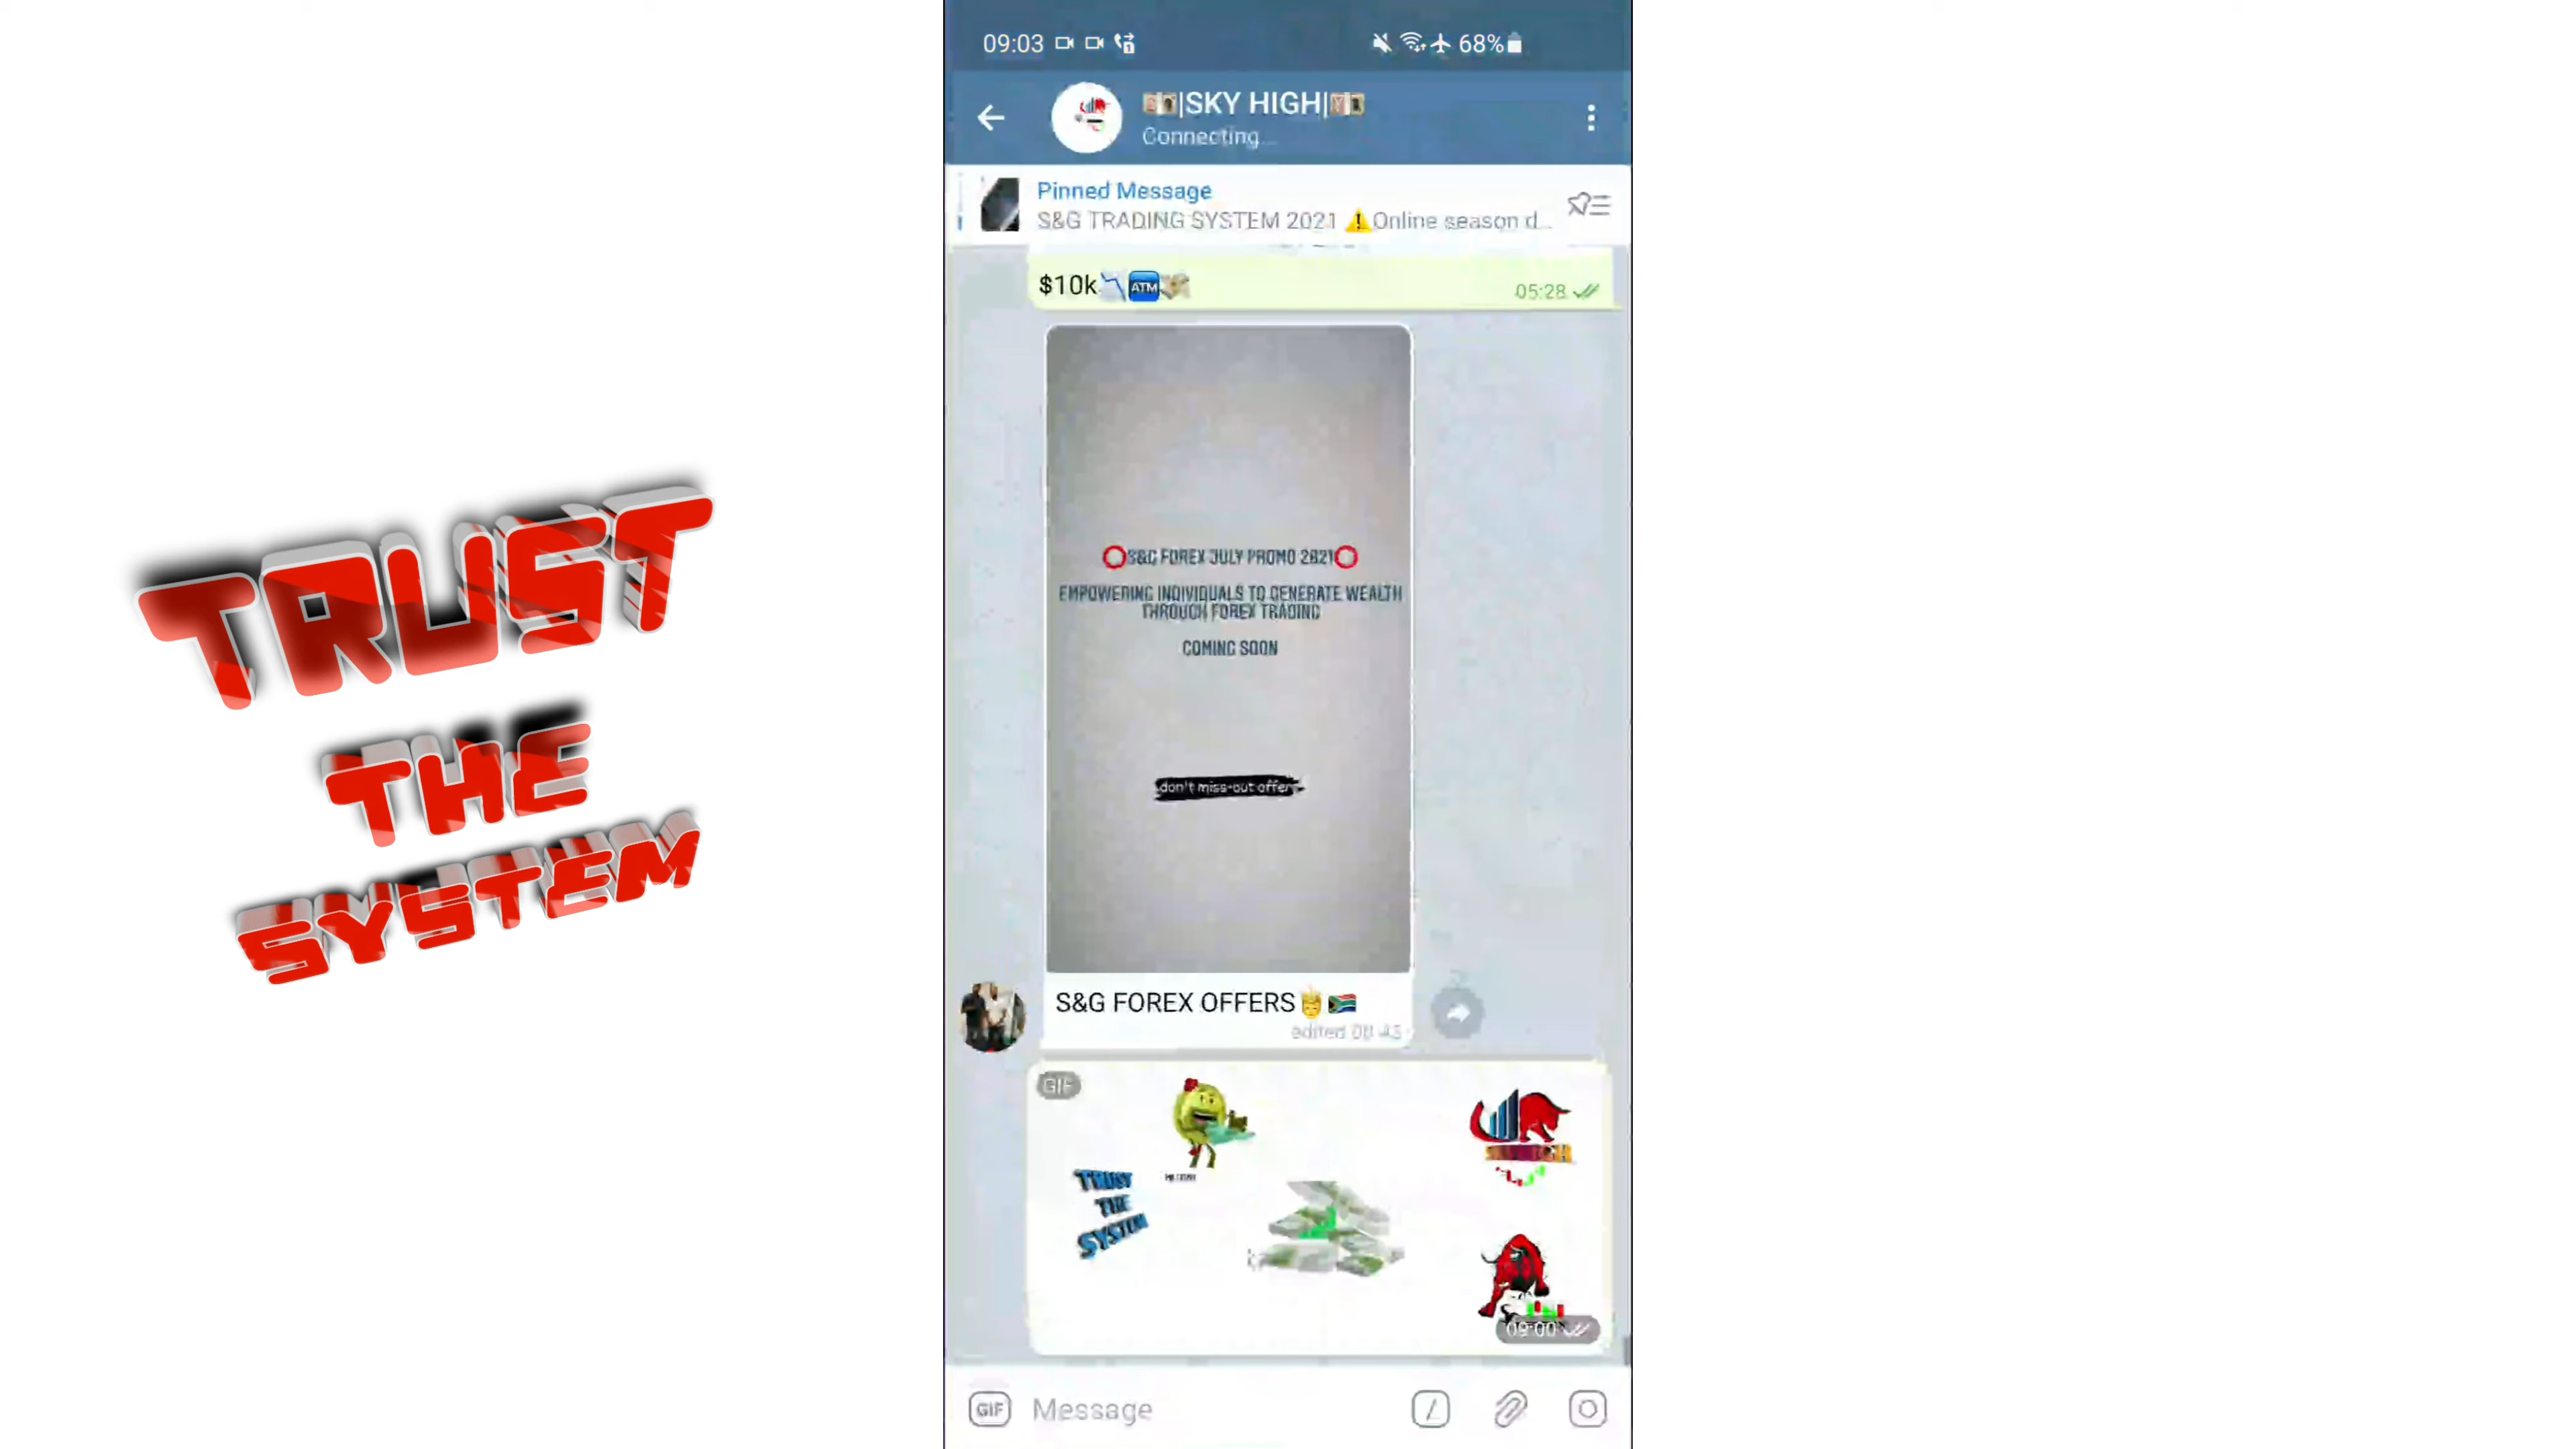 TRUST
THE
SYSTEM
09:03
68%
|SKY HIGH|
Connecting...
Pinned Message
S&G TRADING SYSTEM 2021 ⚠️Online season d...
$10k🏧
05:28
⭕S&G FOREX JULY PROMO 2021⭕
EMPOWERING INDIVIDUALS TO GENERATE WEALTH
THROUGH FOREX TRADING
COMING SOON
don't miss-out offer
S&G FOREX OFFERS🇿🇦
edited
GIF
TRUST
THE
SYSTEM
09:00
GIF
Message